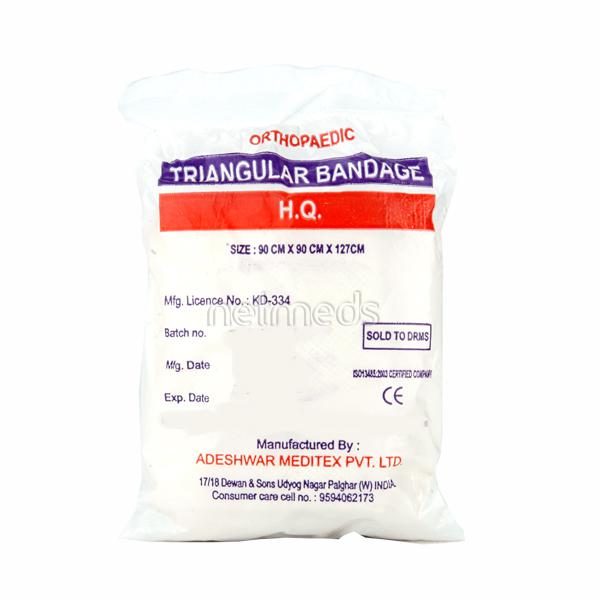 ORTHOPAEDIC
TRIANGULAR BANDAGE
H.Q.
SIZE : 90 CM X 90 CM X 127CM
Mfg. Licence No. : KD-334
netmeds
Batch no.
SOLD TO DRMS
Mfg. Date
ISO13485:2003 CERTIFIED COMPANY
Exp. Date
CE
Manufactured By :
ADESHWAR MEDITEX PVT. LTD.
17/18 Dewan & Sons Udyog Nagar Palghar (W) INDIA.
Consumer care cell no. : 9594062173